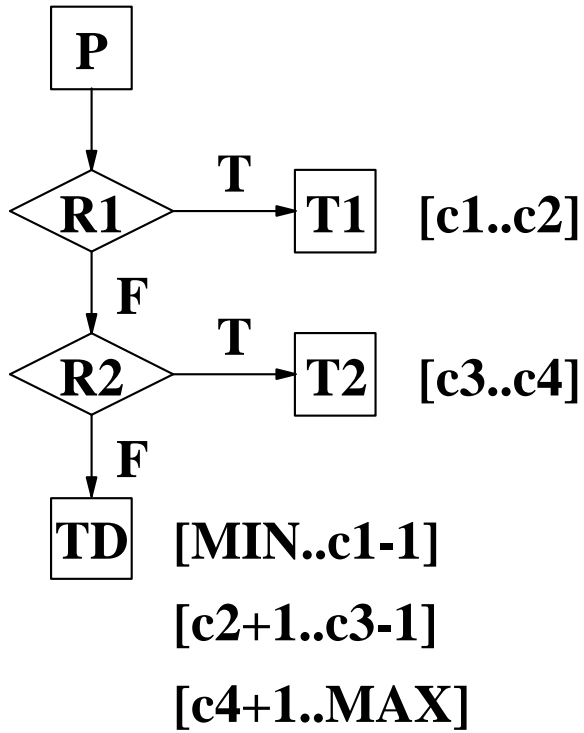 P
T
R1 T1 [c1..c2]
F
T
R2 T2 [c3..c4]
F
TD [MIN..c1-1]
[c2+1..c3-1]
[c4+1..MAX]